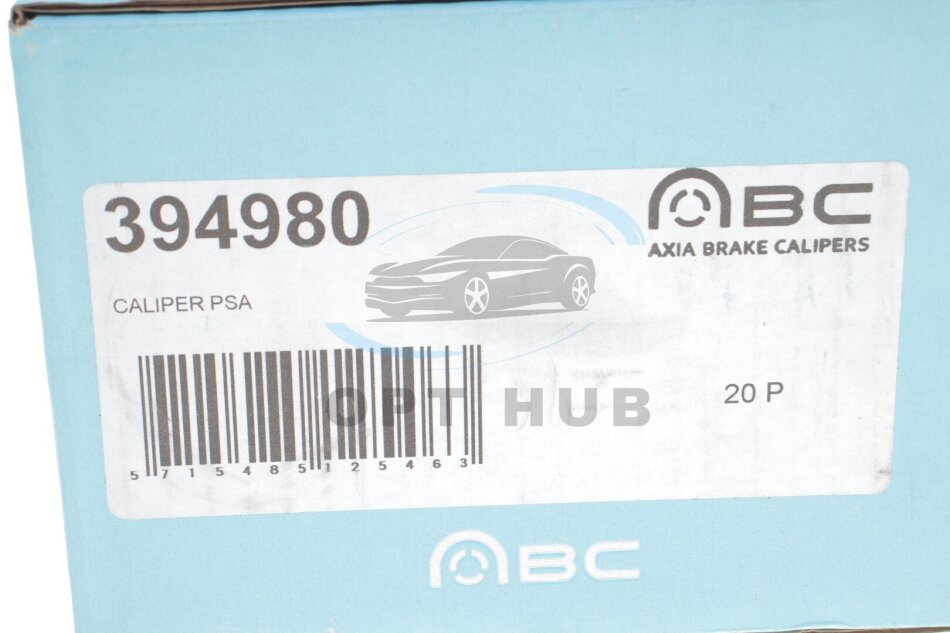 394980
ABC
AXIA BRAKE CALIPERS
CALIPER PSA
OPT HUB
20 P
5 715485 125463
ABC